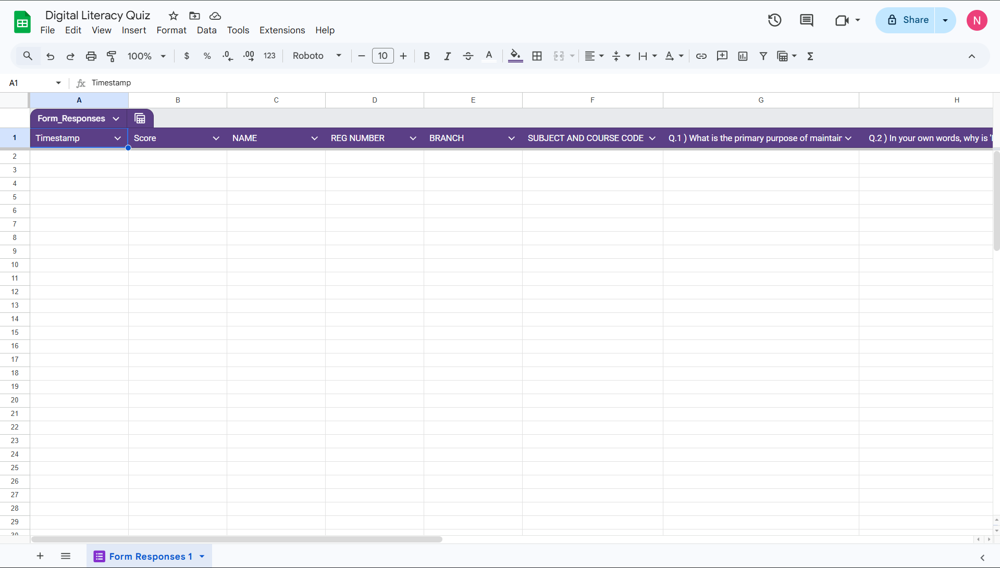 Digital Literacy Quiz
File Edit View Insert Format Data Tools Extensions Help
Share
N
100% $ % .0 .00 123 Roboto 10 B I S A A Σ
A1 fx Timestamp
A B C D E F G H
Form_Responses
1 Timestamp Score NAME REG NUMBER BRANCH SUBJECT AND COURSE CODE Q.1 ) What is the primary purpose of Q.2 ) In your own words, why is
2
3
4
5
6
7
8
9
10
11
12
13
14
15
16
17
18
19
20
21
22
23
24
25
26
27
28
29
30
Form Responses 1